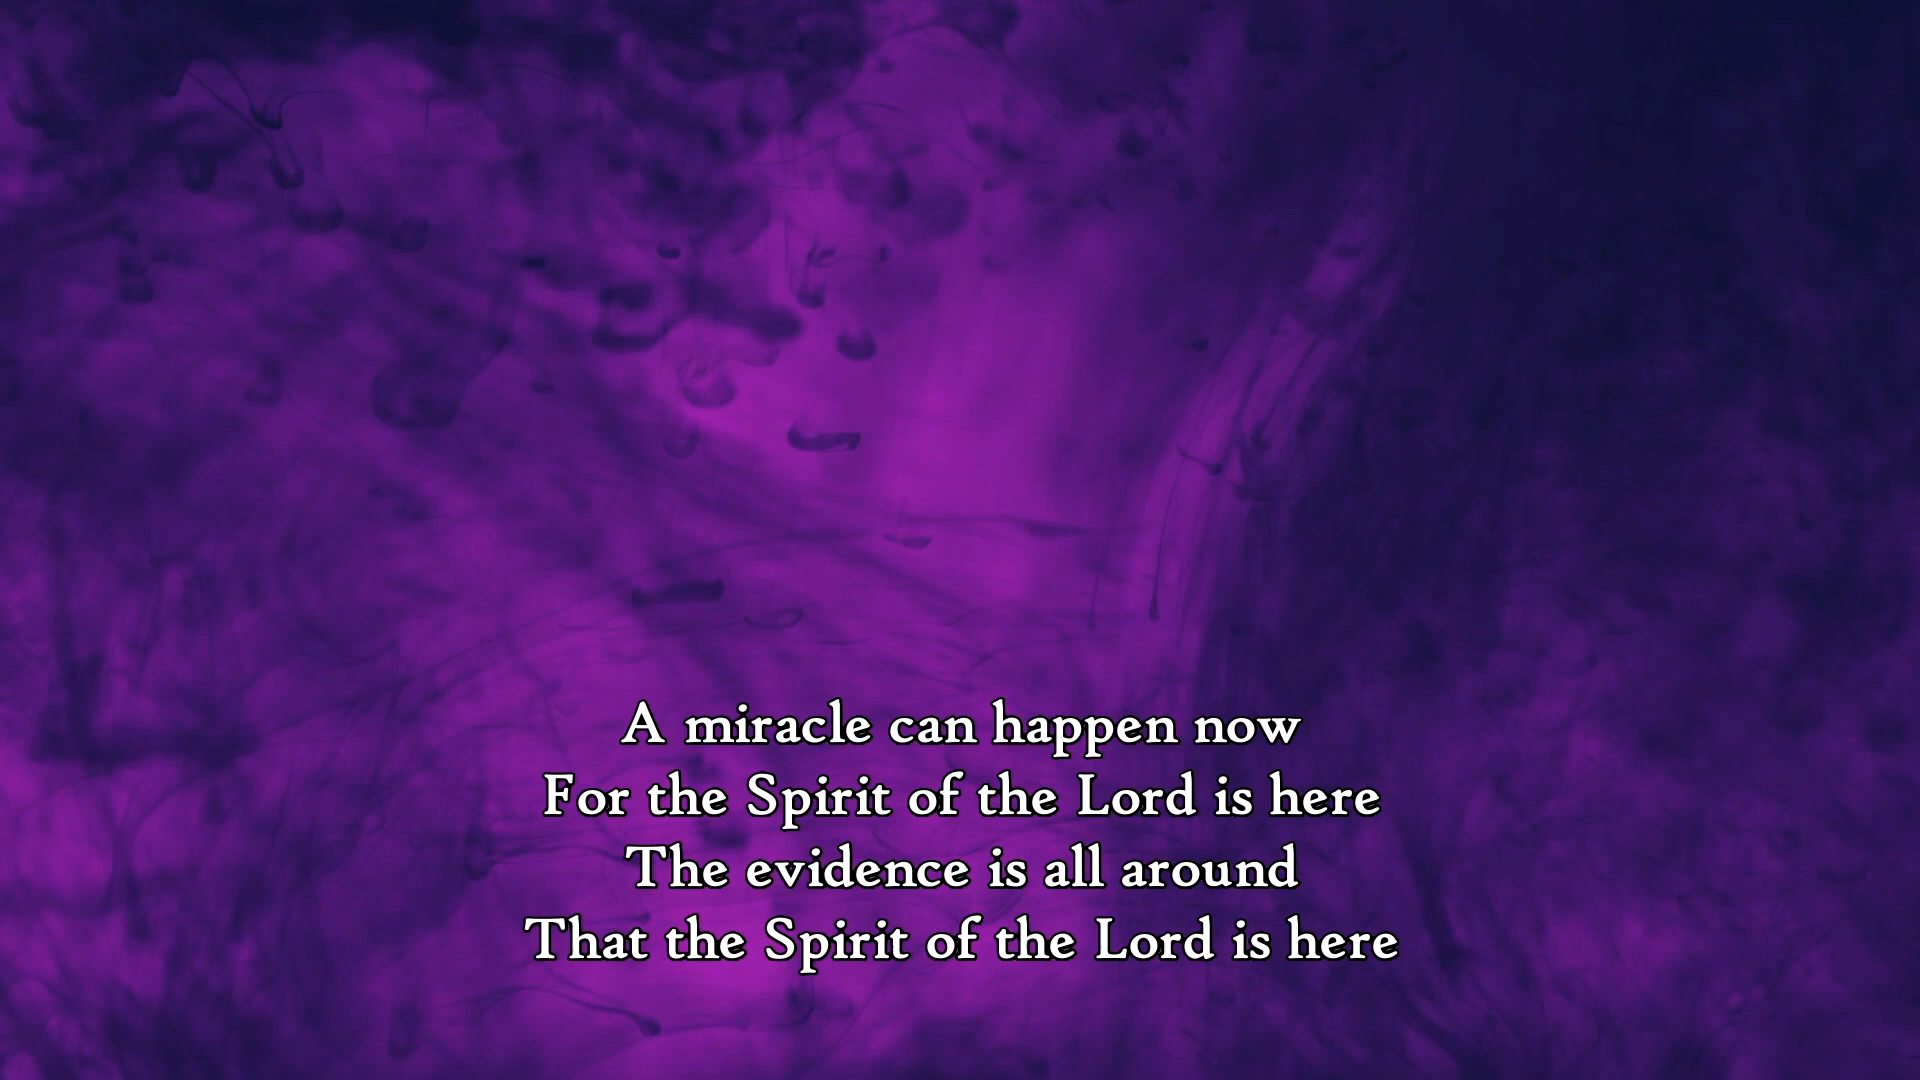 A miracle can happen now
For the Spirit of the Lord is here
The evidence is all around
That the Spirit of the Lord is here